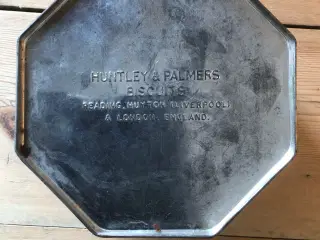 HUNTLEY & PALMERS
BISCUITS
READING, HUYTON (LIVERPOOL)
& LONDON, ENGLAND.